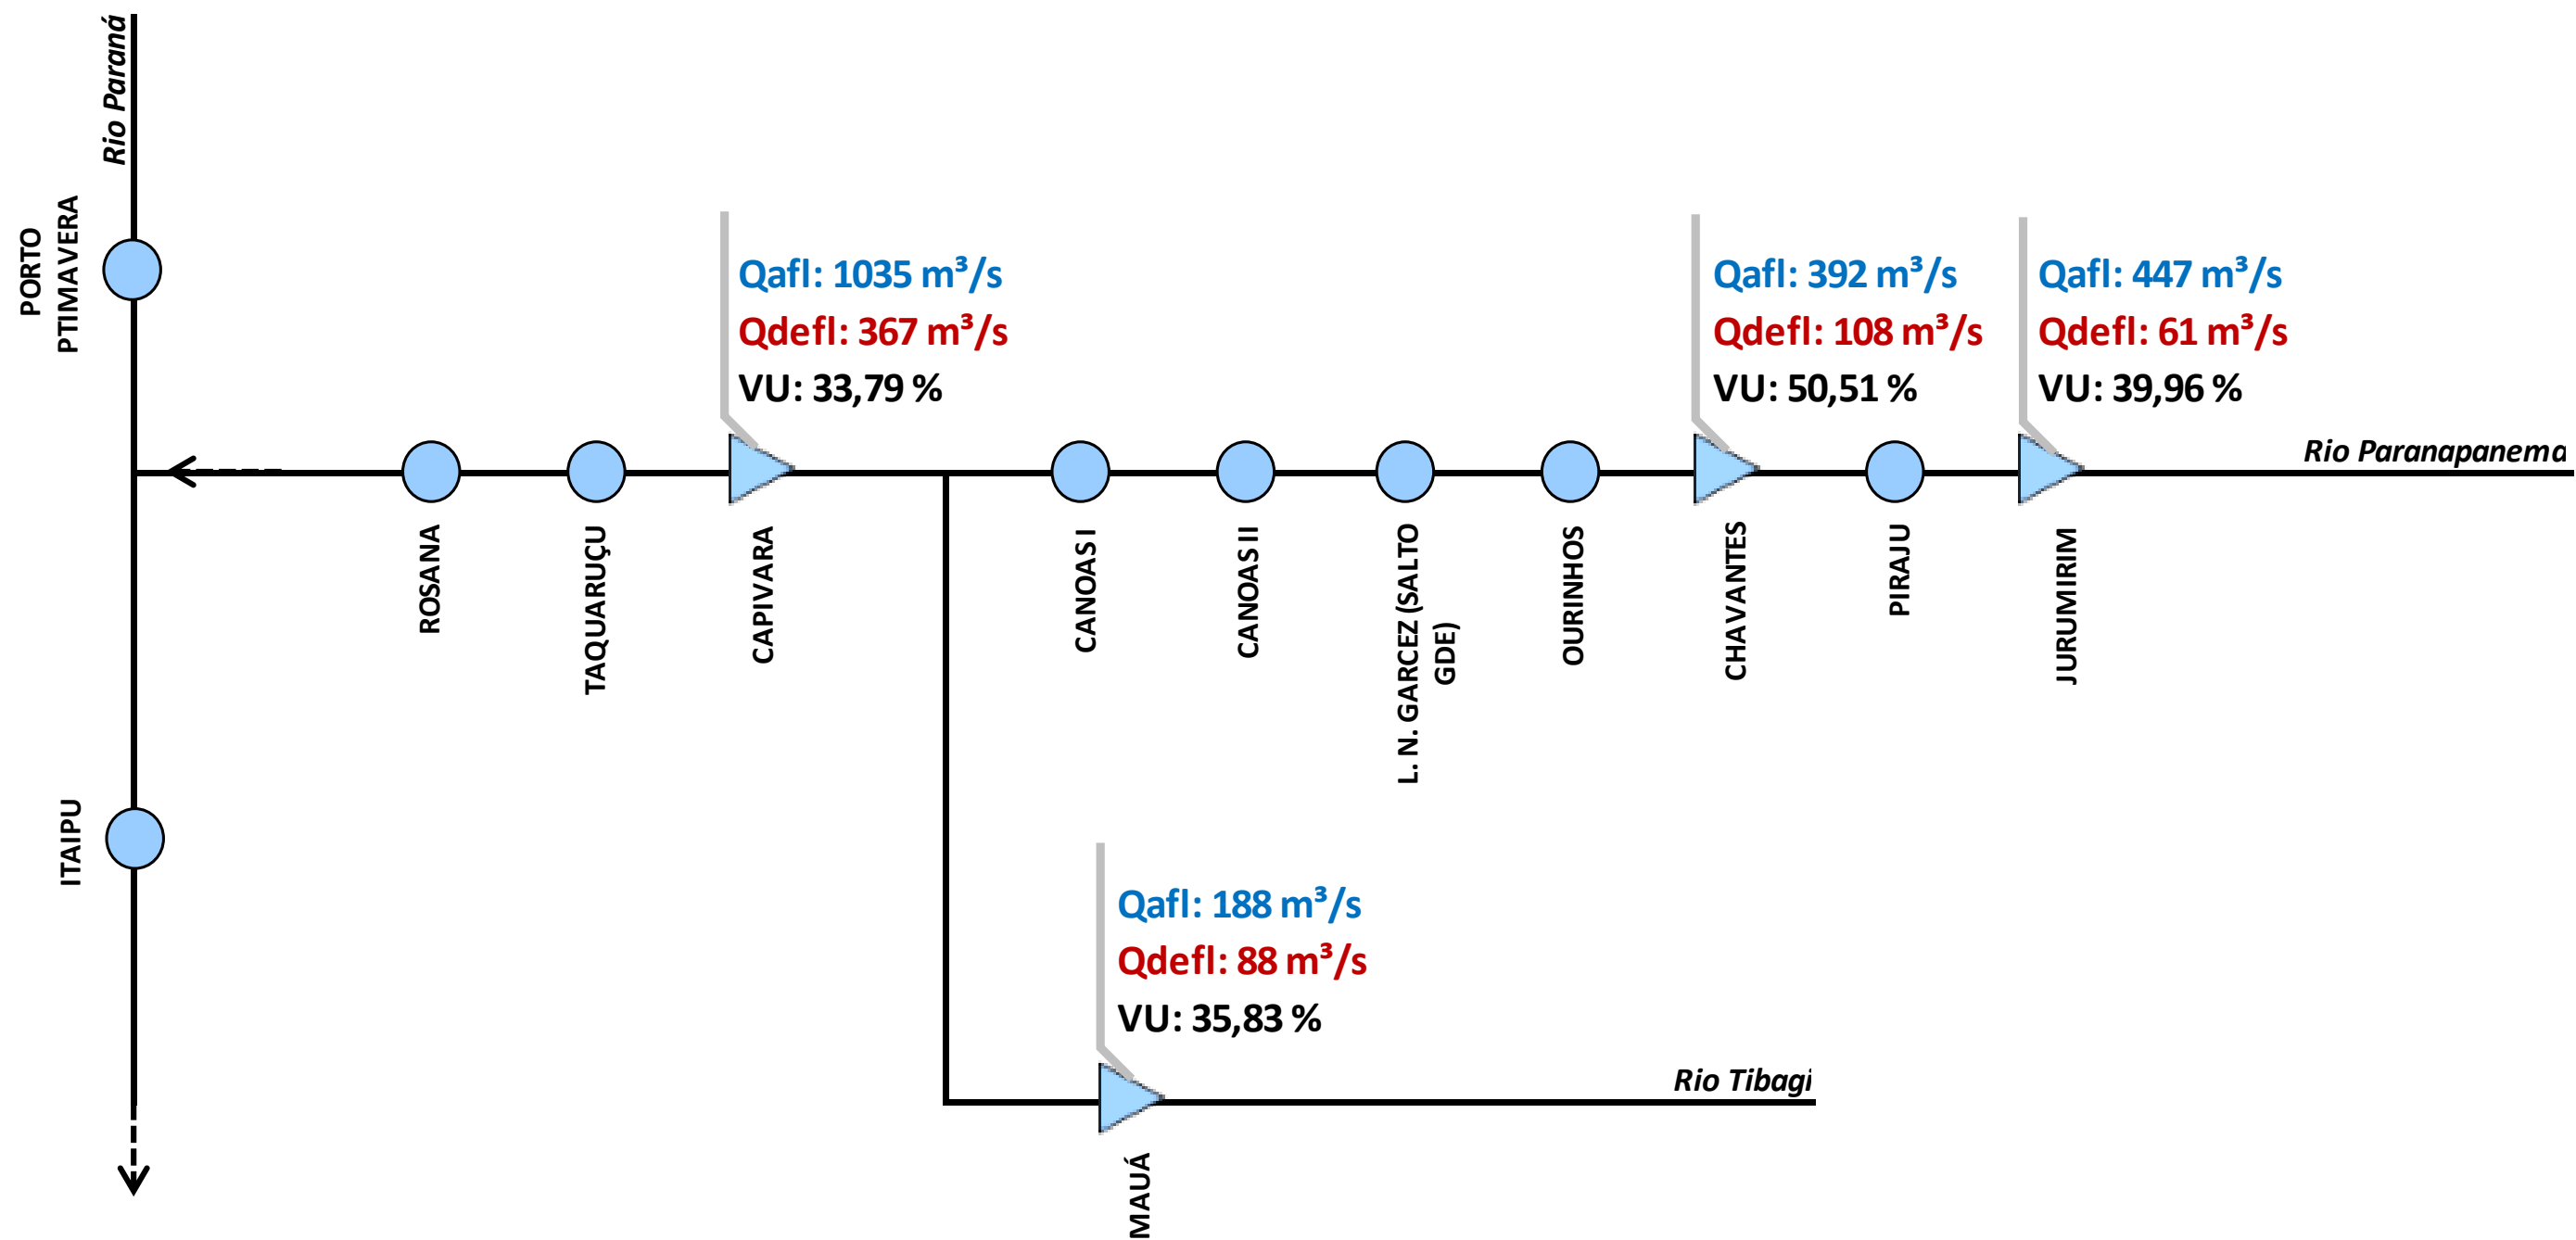 Rio Paraná
PORTO
PTIMAVERA
Qafl: 1035 m³/s
Qdefl: 367 m³/s
VU: 33,79 %
Qafl: 392 m³/s
Qdefl: 108 m³/s
VU: 50,51 %
Qafl: 447 m³/s
Qdefl: 61 m³/s
VU: 39,96 %
Rio Paranapanema
ROSANA
TAQUARUÇU
CAPIVARA
CANOAS I
CANOAS II
L. N. GARCEZ (SALTO
GDE)
OURINHOS
CHAVANTES
PIRAJU
JURUMIRIM
ITAIPU
Qafl: 188 m³/s
Qdefl: 88 m³/s
VU: 35,83 %
Rio Tibagi
MAUÁ